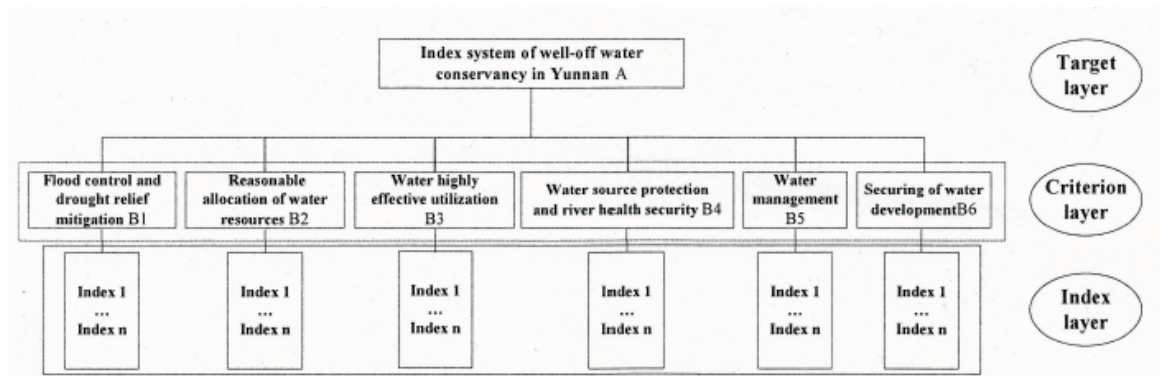 Index system of well-off water
conservancy in Yunnan A
Target
layer
Flood control and
drought relief
mitigation B1
Reasonable
allocation of water
resources B2
Water highly
effective utilization
B3
Water source protection
and river health security B4
Water
management
B5
Securing of water
developmentB6
Criterion
layer
Index 1
...
Index n
Index 1
...
Index n
Index 1
...
Index n
Index 1
...
Index n
Index 1
...
Index n
Index 1
...
Index n
Index
layer